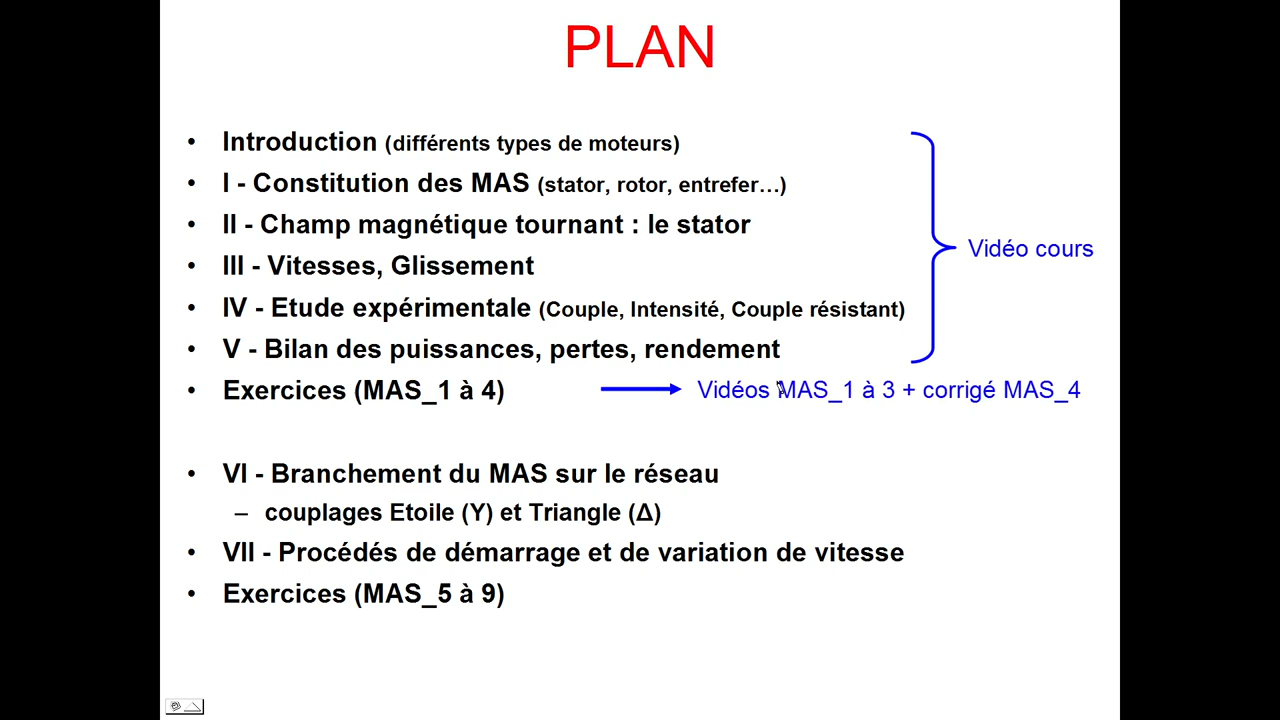 PLAN
• Introduction (différents types de moteurs)
• I - Constitution des MAS (stator, rotor, entrefer…)
• II - Champ magnétique tournant : le stator
Vidéo cours
• III - Vitesses, Glissement
• IV - Etude expérimentale (Couple, Intensité, Couple résistant)
• V - Bilan des puissances, pertes, rendement
• Exercices (MAS_1 à 4) Vidéos MAS_1 à 3 + corrigé MAS_4
• VI - Branchement du MAS sur le réseau
– couplages Etoile (Y) et Triangle (Δ)
• VII - Procédés de démarrage et de variation de vitesse
• Exercices (MAS_5 à 9)